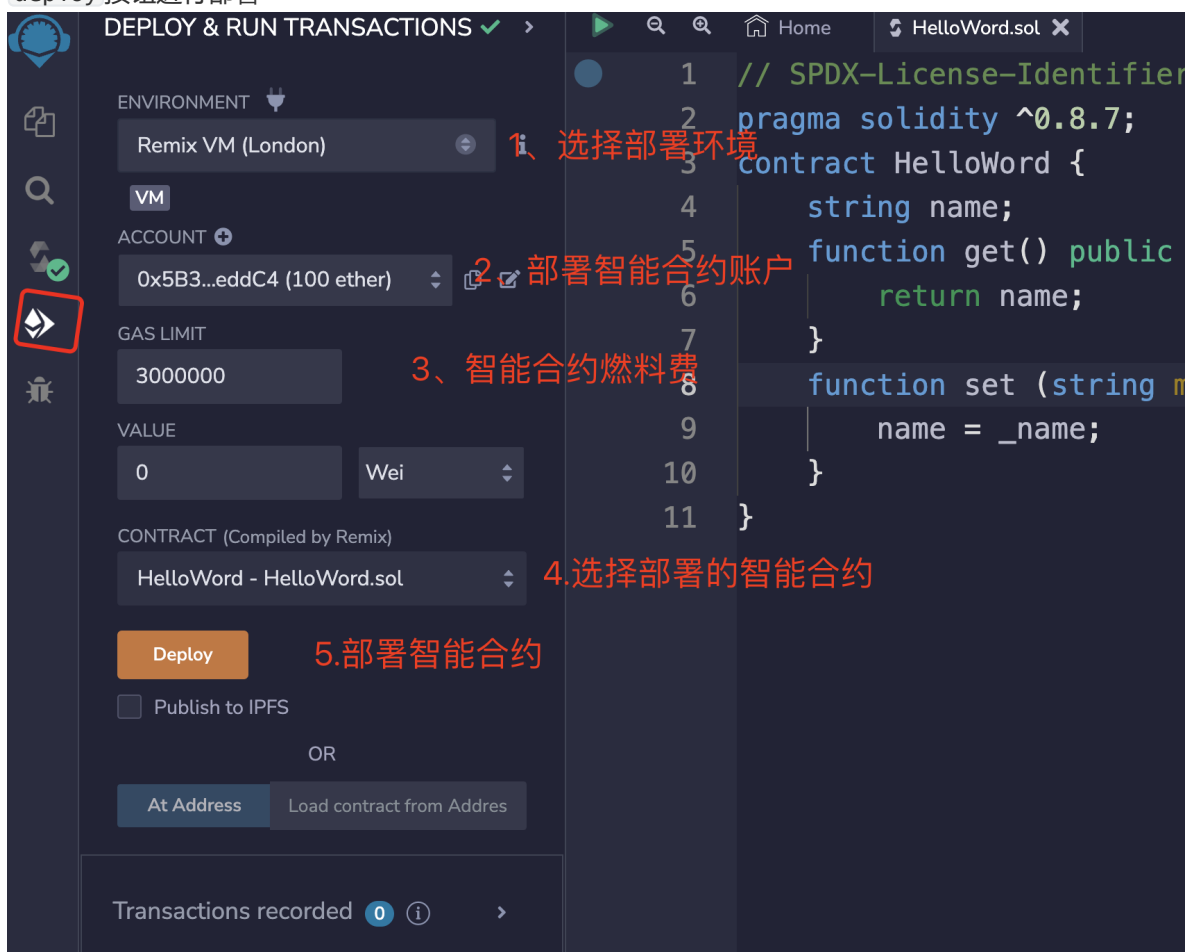 DEPLOY & RUN TRANSACTIONS
ENVIRONMENT
Remix VM (London)
1、选择部署环境
VM
ACCOUNT
0x5B3...eddC4 (100 ether)
2、部署智能合约账户
GAS LIMIT
3000000
3、智能合约燃料费
VALUE
0
Wei
CONTRACT (Compiled by Remix)
HelloWord - HelloWord.sol
4.选择部署的智能合约
Deploy
5.部署智能合约
Publish to IPFS
OR
At Address
Load contract from Addres
Transactions recorded 0
Home
HelloWord.sol
1 // SPDX-License-Identifier
2 pragma solidity ^0.8.7;
3 contract HelloWord {
4 string name;
5 function get() public
6 return name;
7 }
8 function set (string
9 name = _name;
10 }
11 }